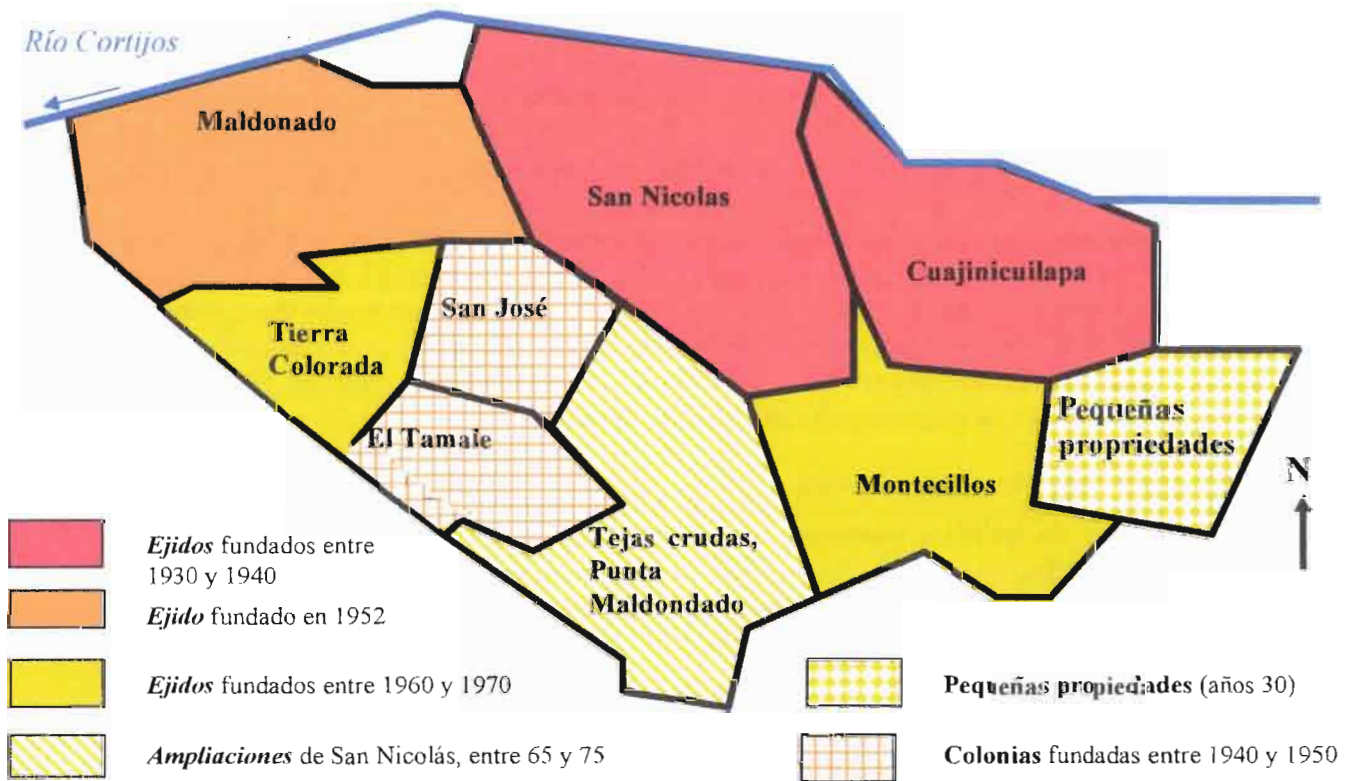 Río Cortijos
Maldonado
San Nicolas
Cuajinicuilapa
San José
Tierra
Colorada
El Tamale
Pequeñas
propriedades
Montecillos
N
Tejas crudas,
Punta
Maldondado
Ejidos fundados entre
1930 y 1940
Ejido fundado en 1952
Ejidos fundados entre 1960 y 1970
Pequeñas propiedades (años 30)
Ampliaciones de San Nicolás, entre 65 y 75
Colonias fundadas entre 1940 y 1950